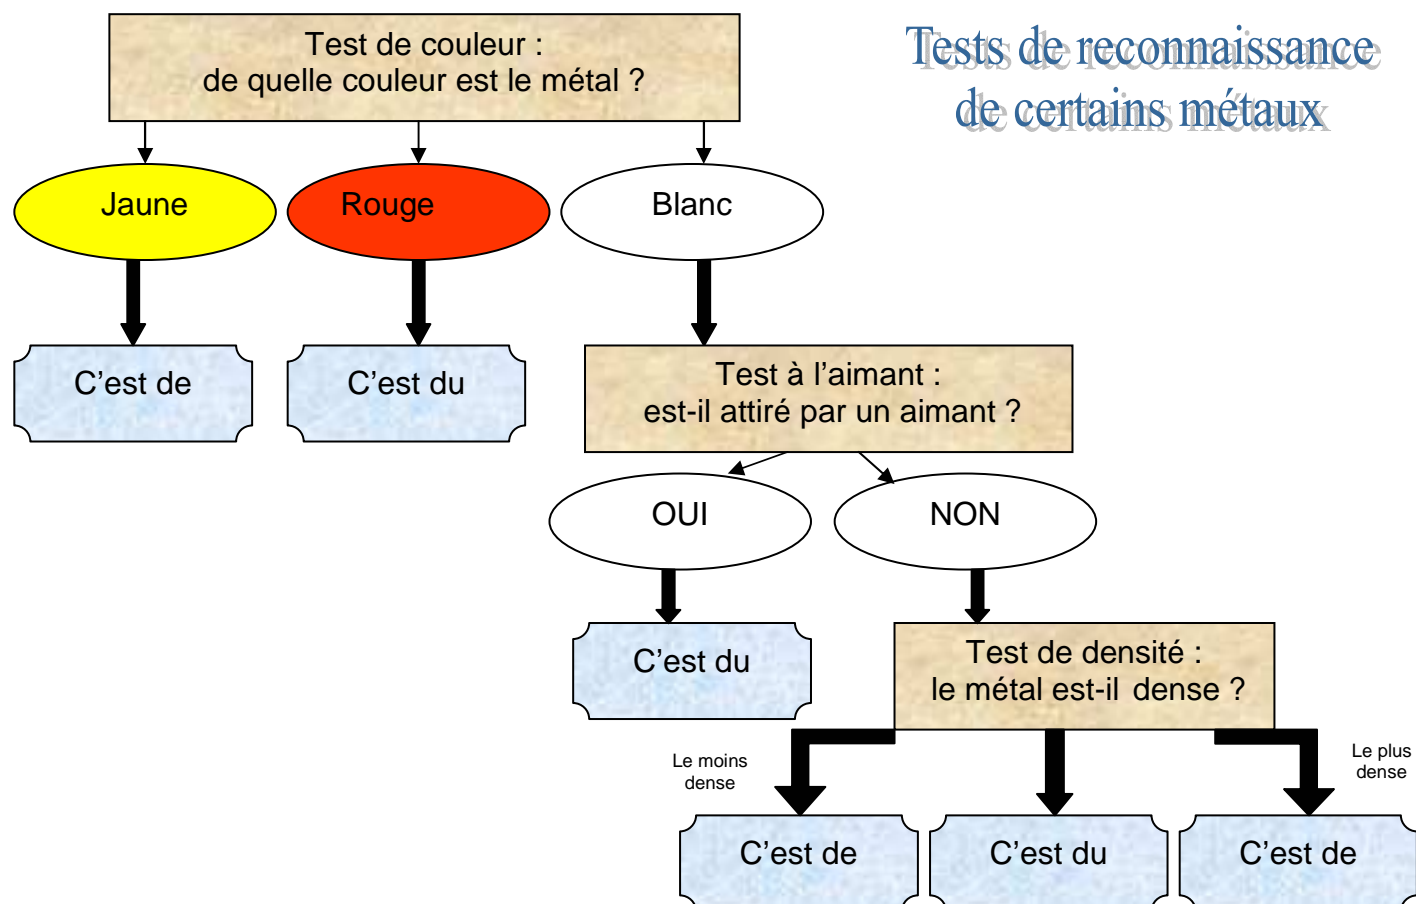 Tests de reconnaissance
de certains métaux
Test de couleur :
de quelle couleur est le métal ?
Jaune
Rouge
Blanc
C'est de
C'est du
Test à l'aimant :
est-il attiré par un aimant ?
OUI
NON
C'est du
Test de densité :
le métal est-il dense ?
Le moins
dense
Le plus
dense
C'est de
C'est du
C'est de